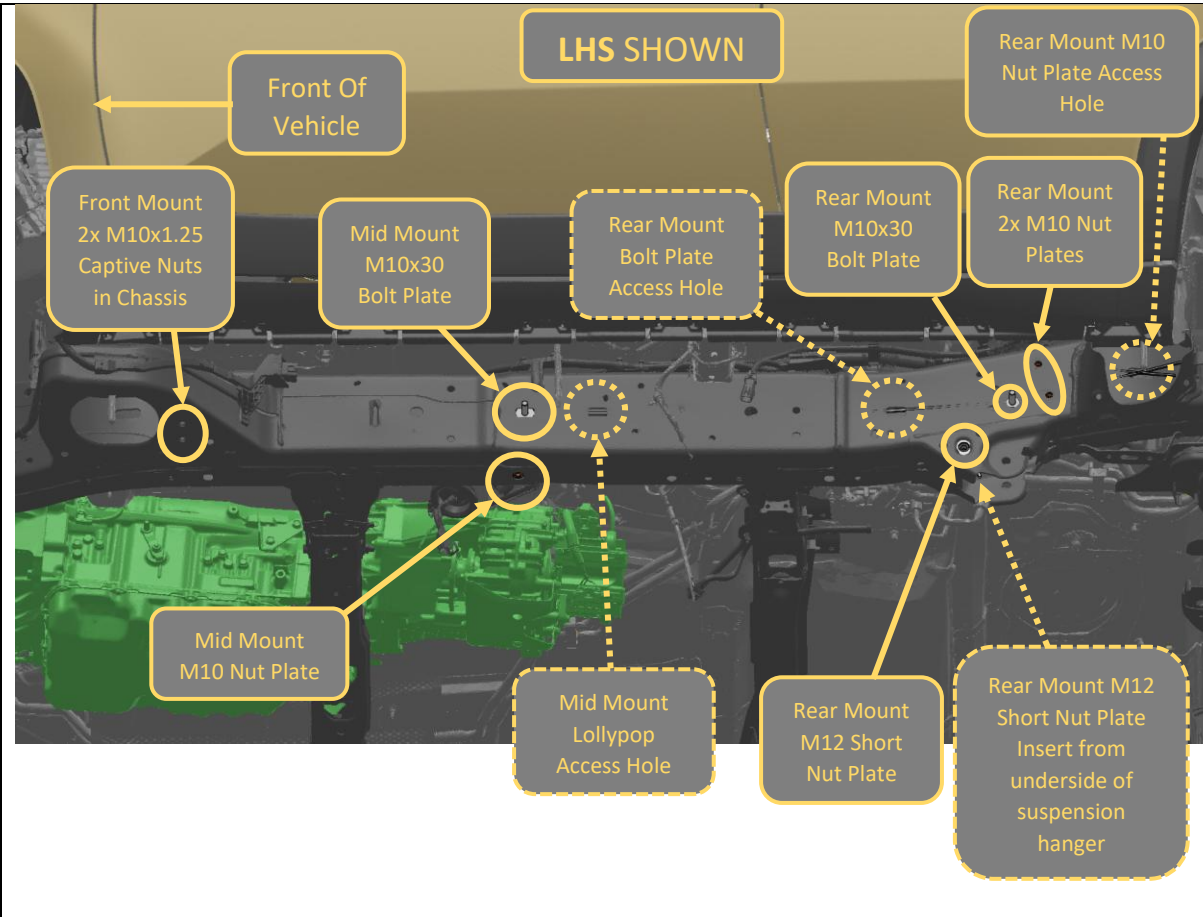 LHS SHOWN
Front Of
Vehicle
Rear Mount M10
Nut Plate Access
Hole
Front Mount
2x M10x1.25
Captive Nuts
in Chassis
Mid Mount
M10x30
Bolt Plate
Rear Mount
Bolt Plate
Access Hole
Rear Mount
M10x30
Bolt Plate
Rear Mount
2x M10 Nut
Plates
Mid Mount
M10 Nut Plate
Mid Mount
Lollypop
Access Hole
Rear Mount
M12 Short
Nut Plate
Rear Mount M12
Short Nut Plate
Insert from
underside of
suspension
hanger